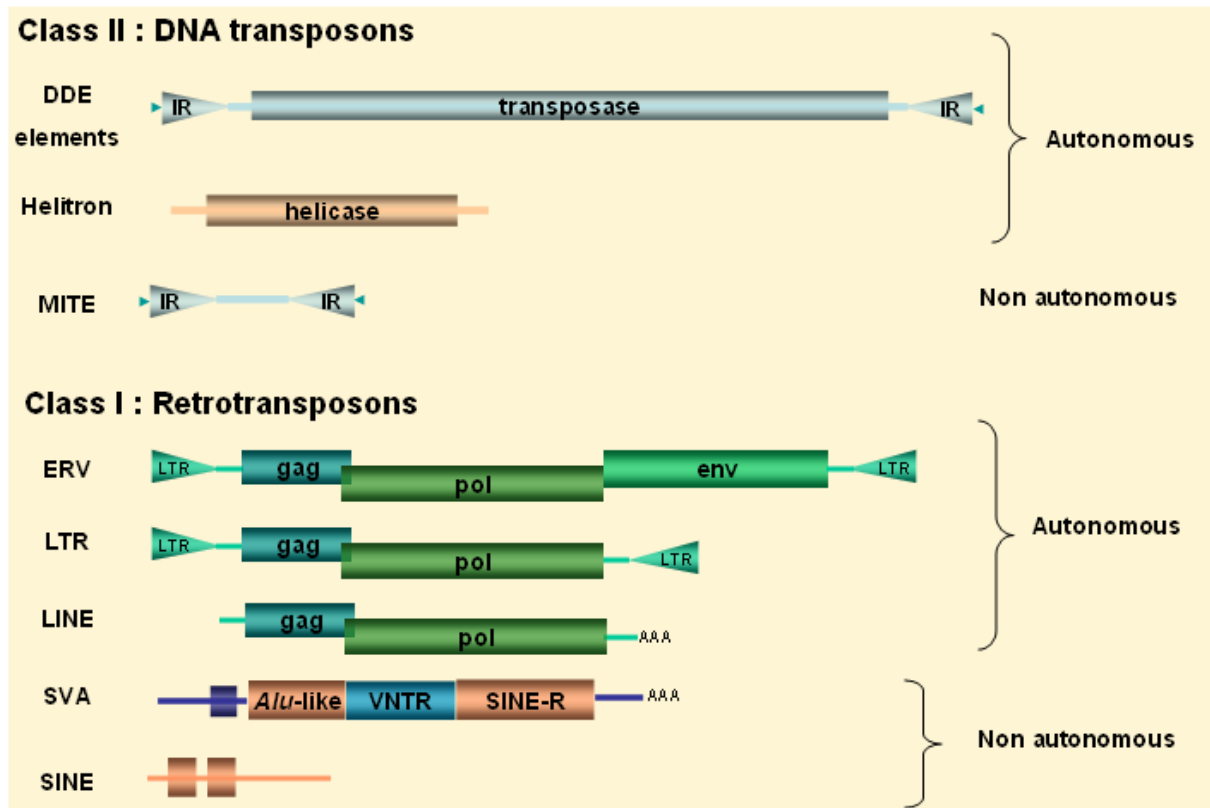 Class II : DNA transposons
DDE
elements
IR
transposase
IR
Autonomous
Helitron
helicase
MITE
IR
IR
Non autonomous
Class I : Retrotransposons
ERV
LTR
gag
pol
env
LTR
Autonomous
LTR
LTR
gag
pol
LTR
LINE
gag
pol
AAA
SVA
Alu-like
VNTR
SINE-R
AAA
Non autonomous
SINE